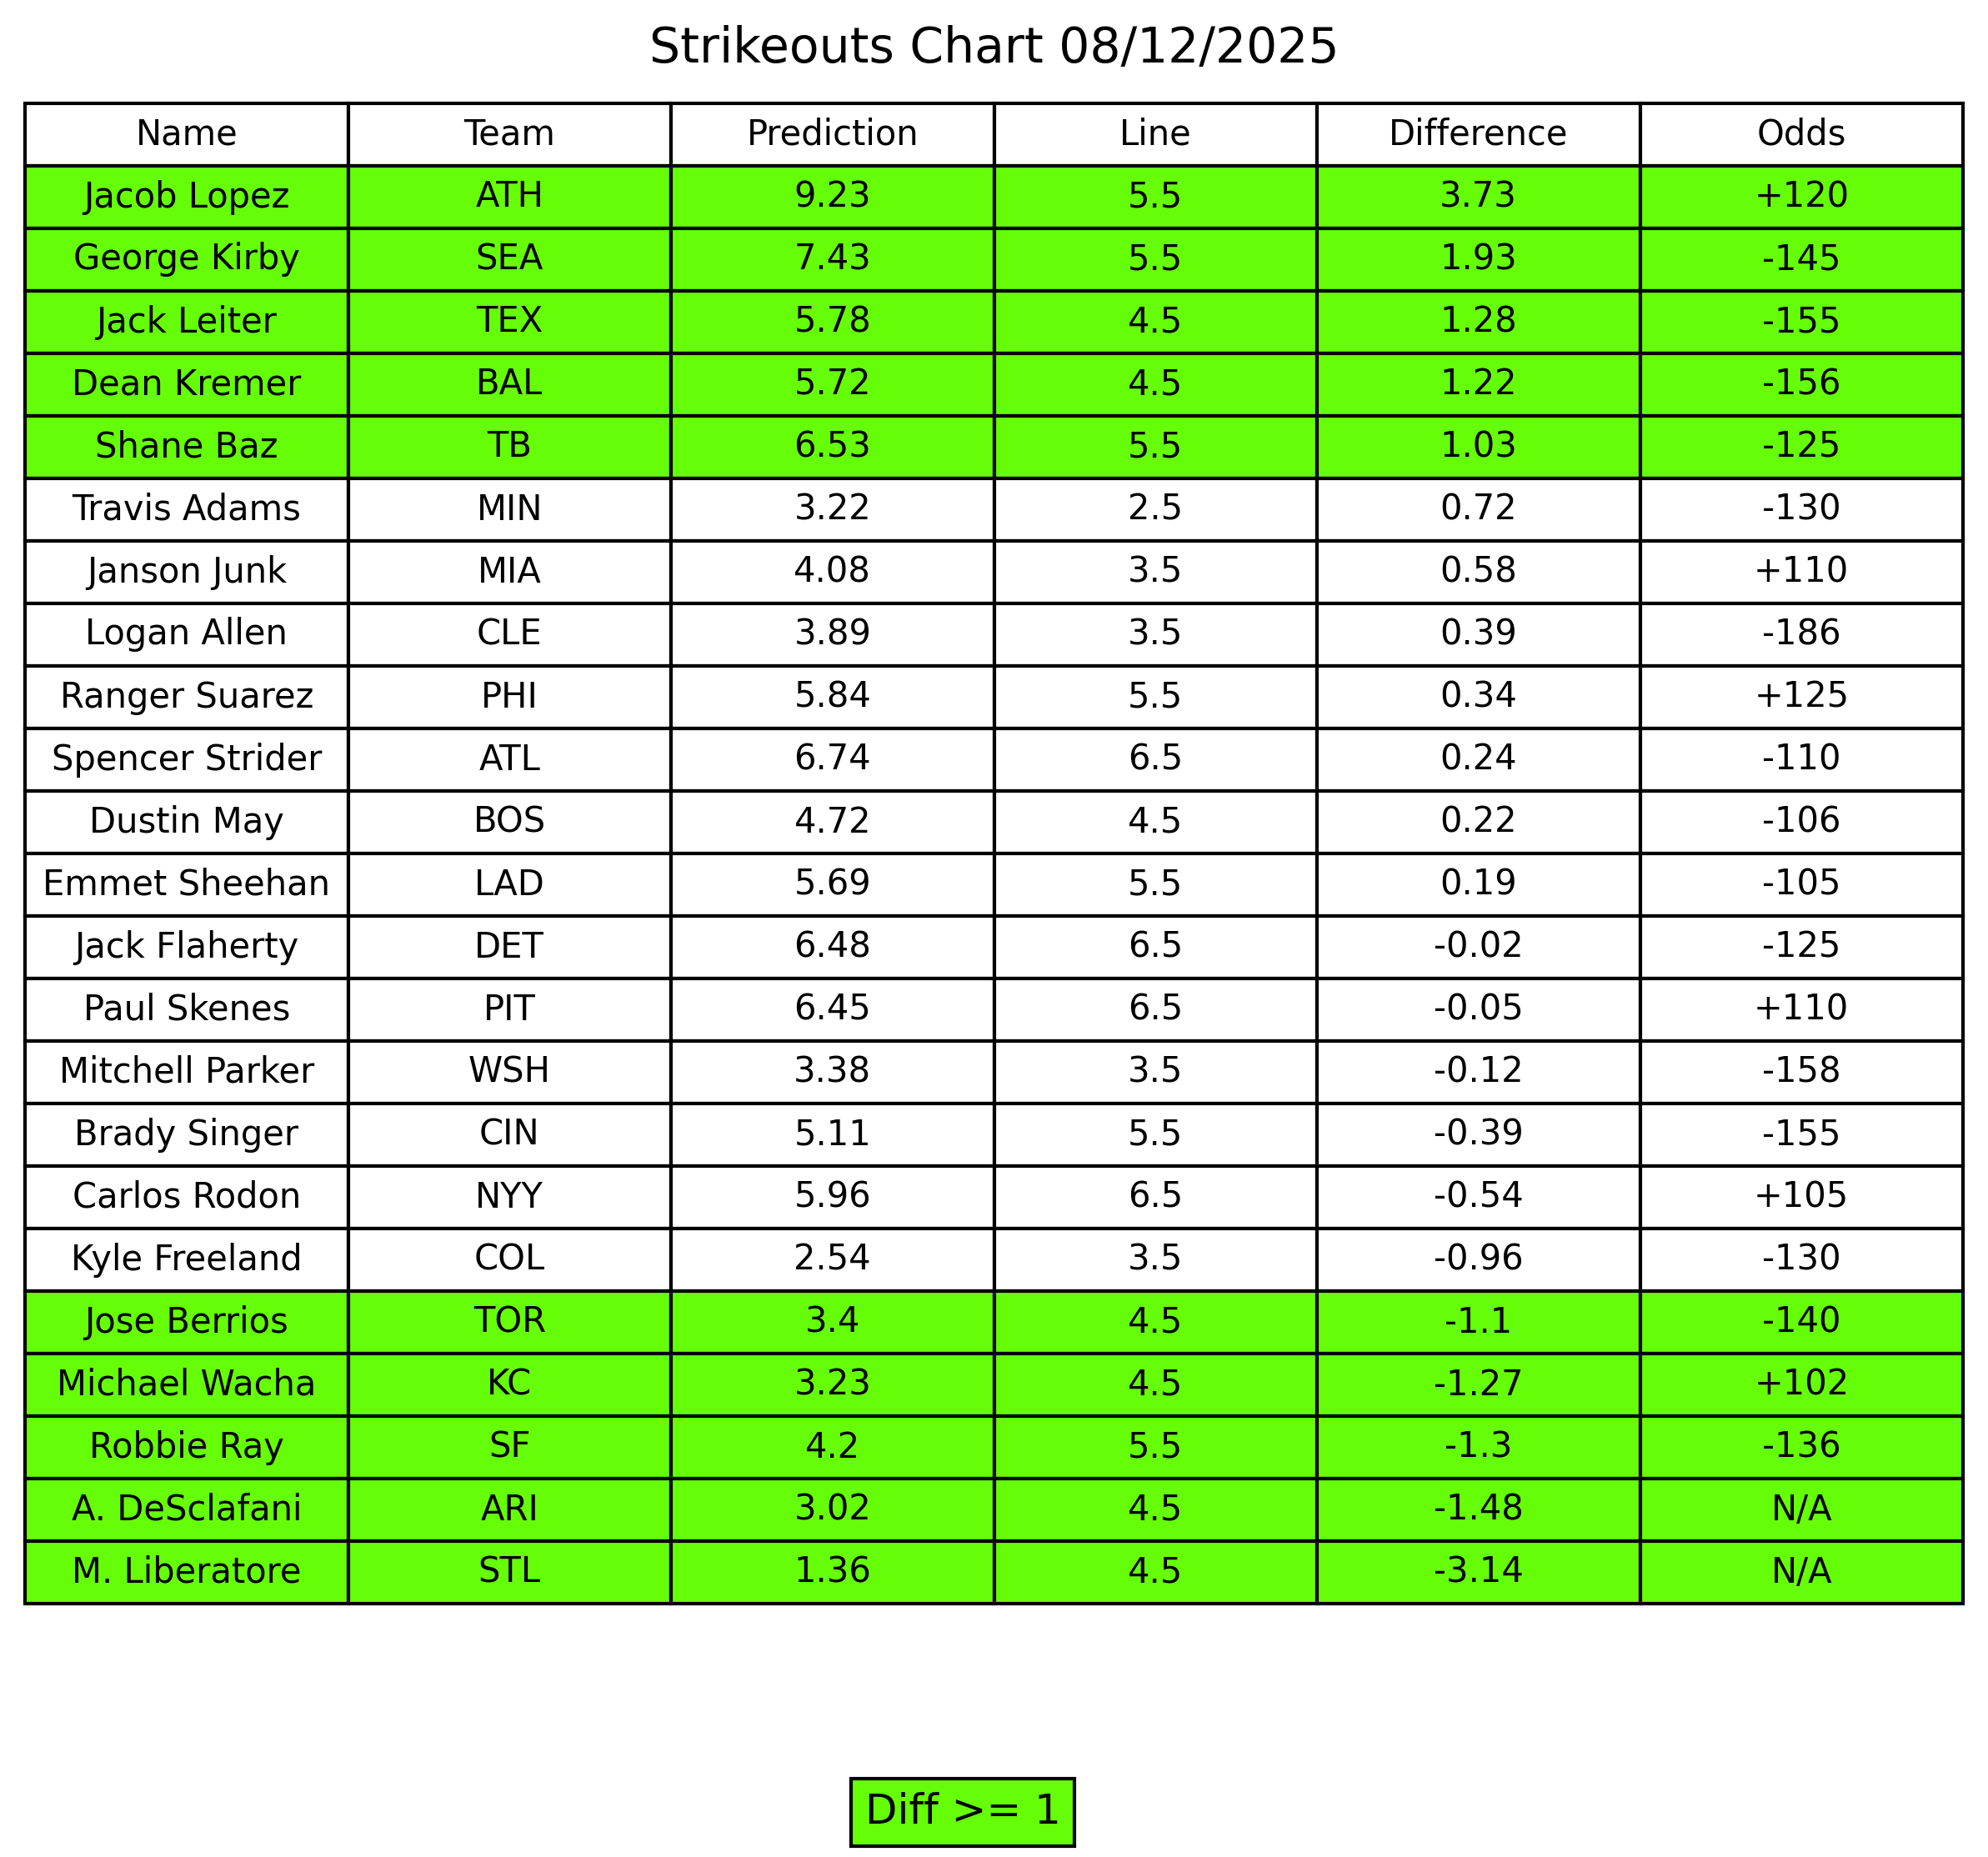 Strikeouts Chart 08/12/2025
Name Team Prediction Line Difference Odds
Jacob Lopez ATH 9.23 5.5 3.73 +120
George Kirby SEA 7.43 5.5 1.93 -145
Jack Leiter TEX 5.78 4.5 1.28 -155
Dean Kremer BAL 5.72 4.5 1.22 -156
Shane Baz TB 6.53 5.5 1.03 -125
Travis Adams MIN 3.22 2.5 0.72 -130
Janson Junk MIA 4.08 3.5 0.58 +110
Logan Allen CLE 3.89 3.5 0.39 -186
Ranger Suarez PHI 5.84 5.5 0.34 +125
Spencer Strider ATL 6.74 6.5 0.24 -110
Dustin May BOS 4.72 4.5 0.22 -106
Emmet Sheehan LAD 5.69 5.5 0.19 -105
Jack Flaherty DET 6.48 6.5 -0.02 -125
Paul Skenes PIT 6.45 6.5 -0.05 +110
Mitchell Parker WSH 3.38 3.5 -0.12 -158
Brady Singer CIN 5.11 5.5 -0.39 -155
Carlos Rodon NYY 5.96 6.5 -0.54 +105
Kyle Freeland COL 2.54 3.5 -0.96 -130
Jose Berrios TOR 3.4 4.5 -1.1 -140
Michael Wacha KC 3.23 4.5 -1.27 +102
Robbie Ray SF 4.2 5.5 -1.3 -136
A. DeSclafani ARI 3.02 4.5 -1.48 N/A
M. Liberatore STL 1.36 4.5 -3.14 N/A
Diff >= 1